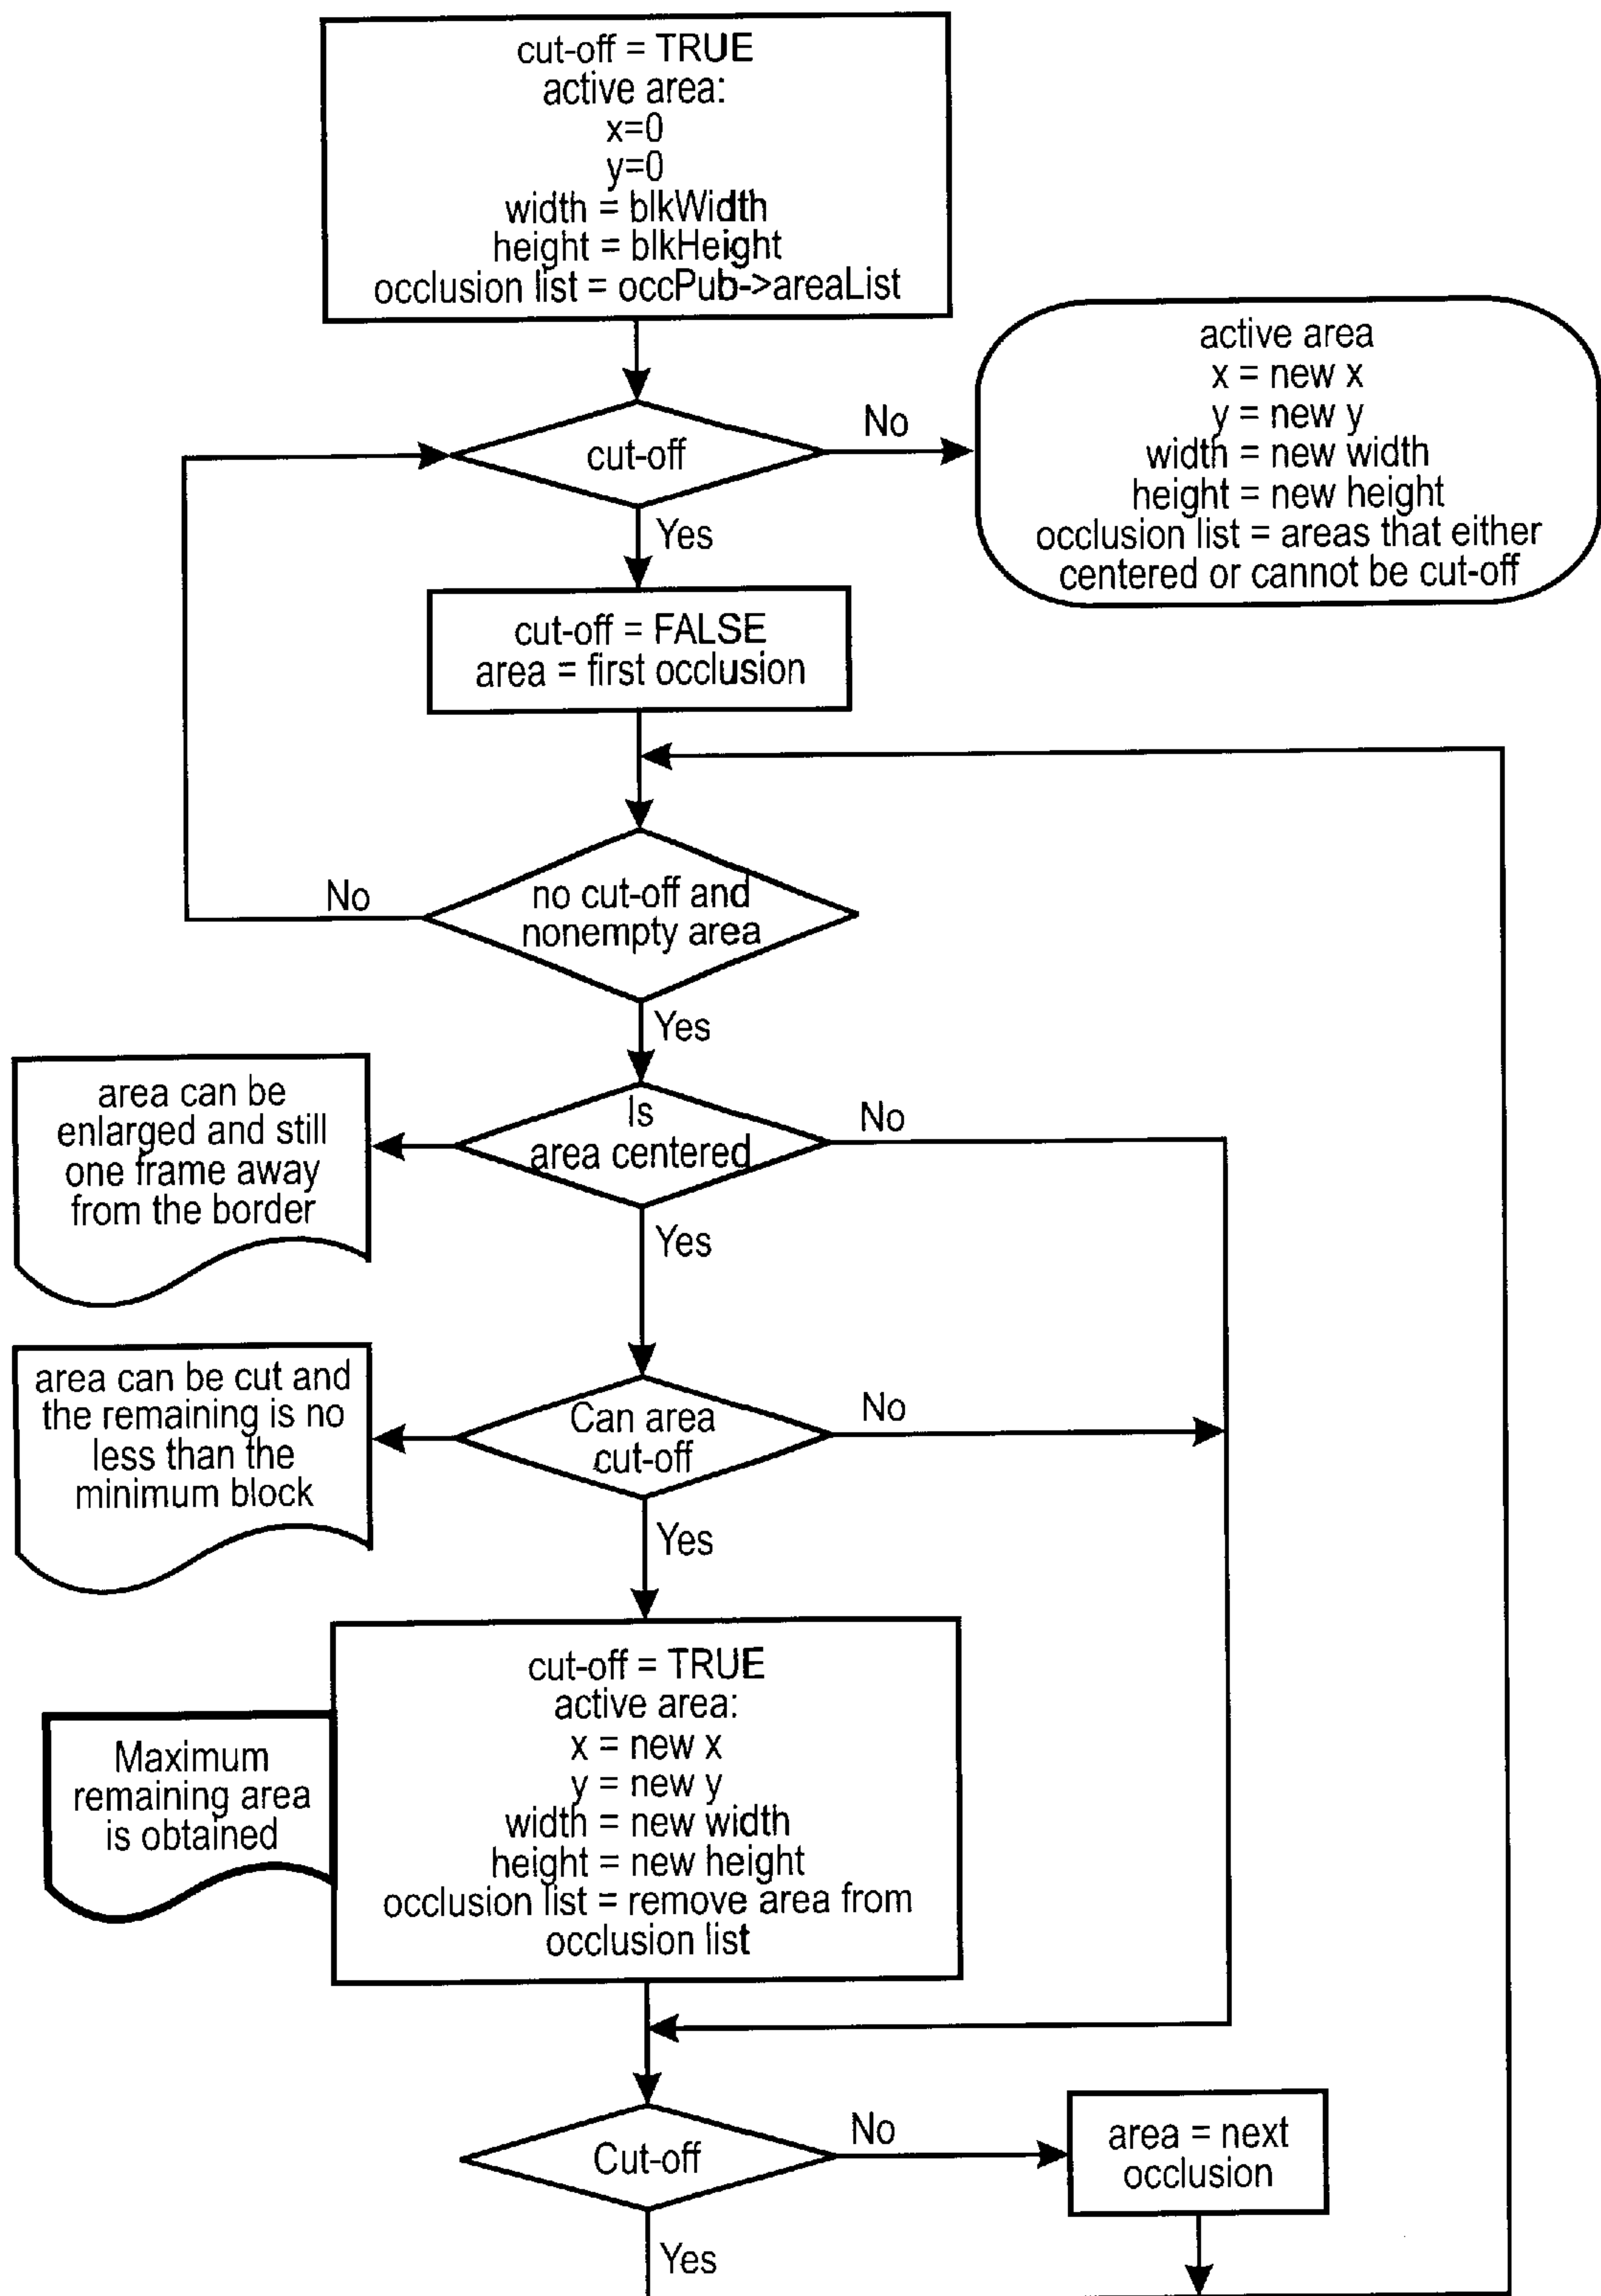 cut-off = TRUE
active area:
x=0
y=0
width = blkWidth
height = blkHeight
occlusion list = occPub->areaList
active area
x = new x
y = new y
width = new width
height = new height
occlusion list = areas that either
centered or cannot be cut-off
cut-off
No
Yes
cut-off = FALSE
area = first occlusion
no cut-off and
nonempty area
No
Yes
Is
area centered
No
area can be
enlarged and still
one frame away
from the border
Yes
Can area
cut-off
No
area can be cut and
the remaining is no
less than the
minimum block
Yes
cut-off = TRUE
active area:
x = new x
y = new y
width = new width
height = new height
occlusion list = remove area from
occlusion list
Maximum
remaining area
is obtained
Cut-off
No
area = next
occlusion
Yes